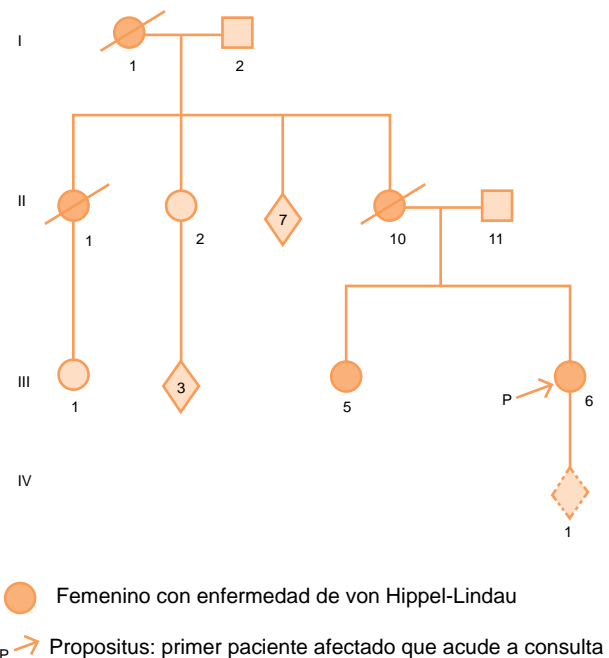 I
1
2
II
1
2
7
10
11
III
1
3
5
P
6
IV
1
Femenino con enfermedad de von Hippel-Lindau
P
Propositus: primer paciente afectado que acude a consulta